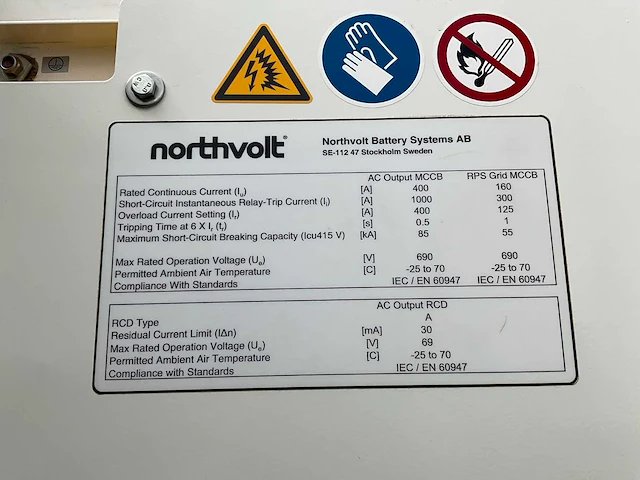 northvolt®
Northvolt Battery Systems AB
SE-112 47 Stockholm Sweden
AC Output MCCB RPS Grid MCCB
Rated Continuous Current (Iu) [A] 400 160
Short-Circuit Instantaneous Relay-Trip Current (Ii) [A] 1000 300
Overload Current Setting (Ir) [A] 400 125
Tripping Time at 6 X Ir (tr) [s] 0.5 1
Maximum Short-Circuit Breaking Capacity (Icu415 V) [kA] 85 55
Max Rated Operation Voltage (Ue) [V] 690 690
Permitted Ambient Air Temperature [C] -25 to 70 -25 to 70
Compliance with Standards IEC / EN 60947 IEC / EN 60947
AC Output RCD
RCD Type A
Residual Current Limit (IΔn) [mA] 30
Max Rated Operation Voltage (Ue) [V] 69
Permitted Ambient Air Temperature [C] -25 to 70
Compliance with Standards IEC / EN 60947